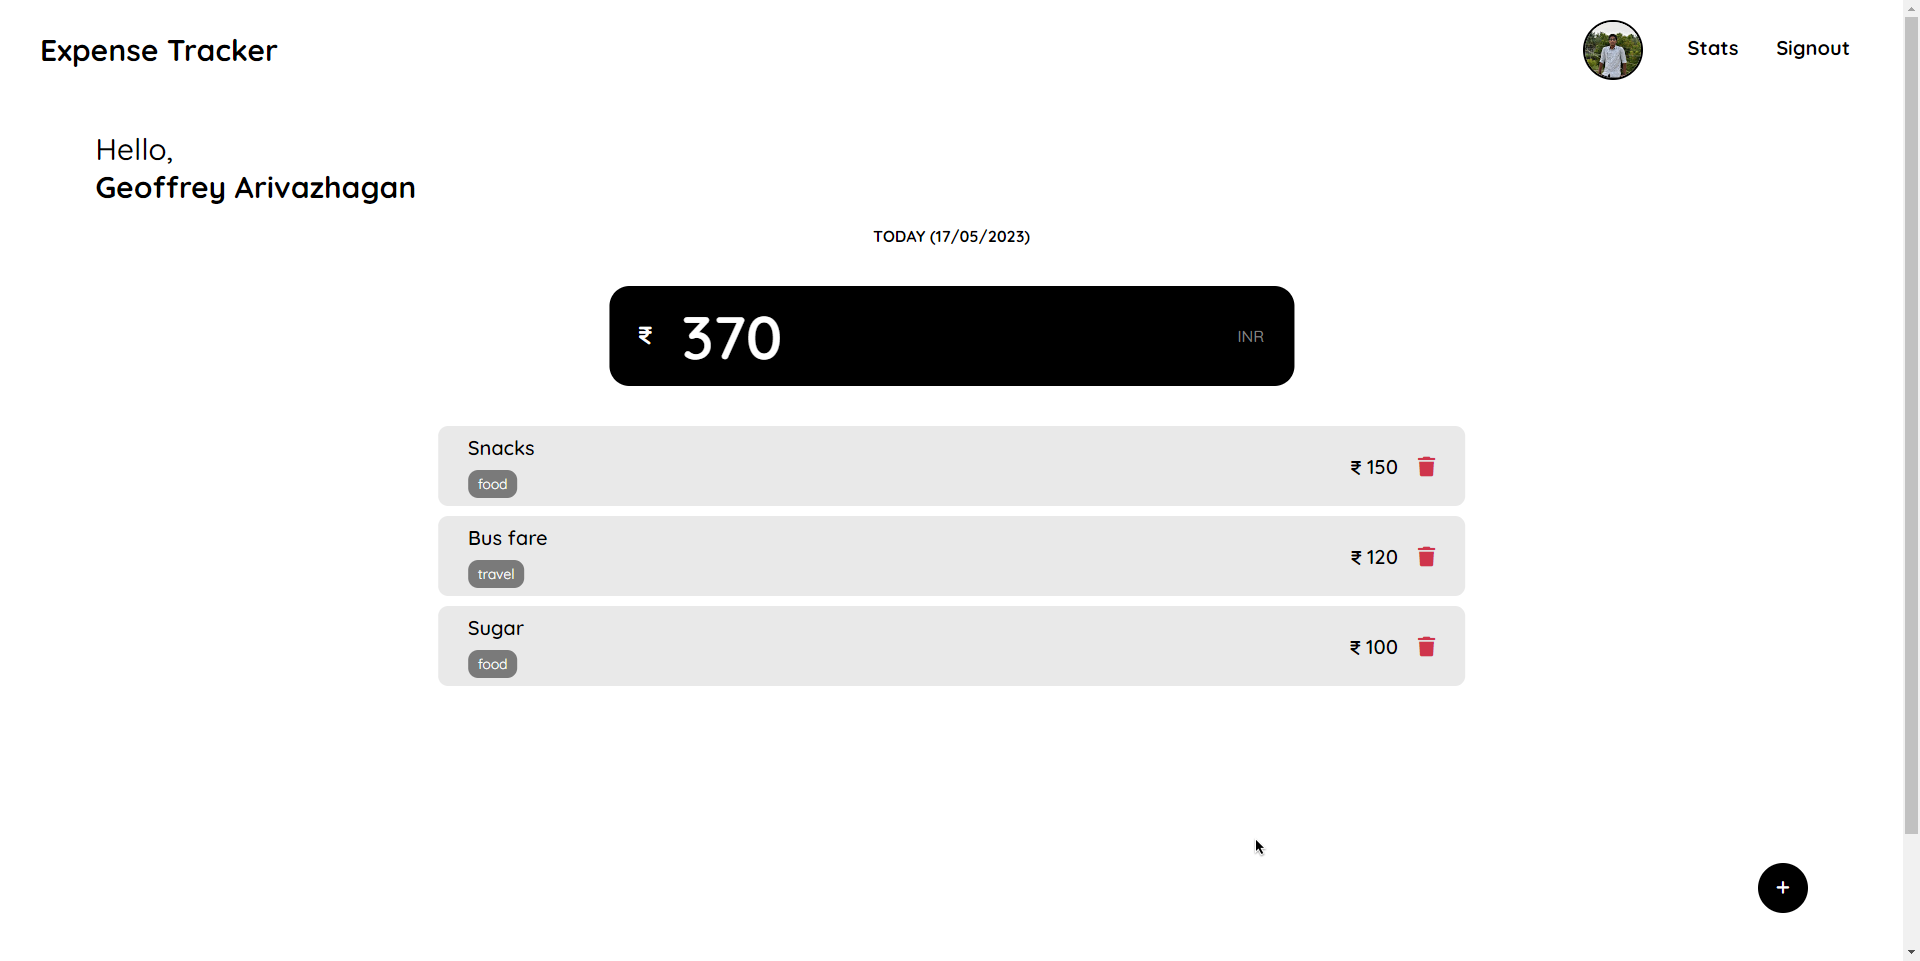 Expense Tracker
Stats
Signout
Hello,
Geoffrey Arivazhagan
TODAY (17/05/2023)
₹ 370 INR
Snacks
food
₹ 150
Bus fare
travel
₹ 120
Sugar
food
₹ 100
+